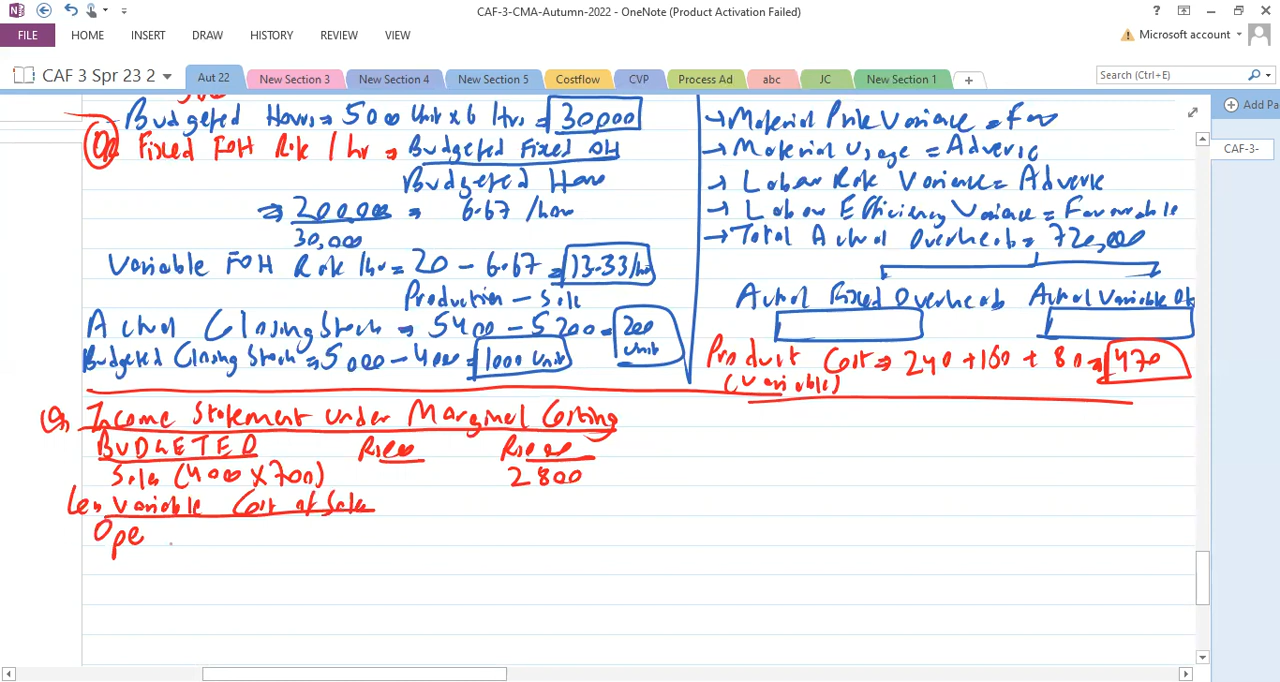 CAF-3-CMA-Autumn-2022 - OneNote (Product Activation Failed)
FILE HOME INSERT DRAW HISTORY REVIEW VIEW
Microsoft account
CAF 3 Spr 23 2 Aut 22 New Section 3 New Section 4 New Section 5 Costflow CVP Process Ad abc JC New Section 1
Search (Ctrl+E)
Add Pa
CAF-3-
Budgeted Hours = 5000 Unit x 6 Hrs = 30,000
Fixed FOH Rate / hr = Budgeted Fixed OH
Budgeted Hour
⇒ 200,000 = 6.67 /hour
30,000
Variable FOH Rate /hr = 20 - 6.67 = 13.33/hr
Production - Sale
Actual Closing Stock ⇒ 5400 - 5200 = 200 Unit
Budgeted Closing Stock ⇒ 5000 - 4000 = 1000 Unit
→ Material Price Variance = Fav
→ Material Usage = Adverse
→ Labour Rate Variance = Adverse
→ Labour Efficiency Variance = Favourable
→ Total Actual Overheads = 720,000
Actual Fixed Overheads Actual Variable Oh
Product Cost ⇒ 240 + 160 + 80 = 470
(Variable)
Income Statement under Marginal Costing
BUDGETED
Sales (4000 x 700) 2800
Less Variable Cost of Sales
Ope